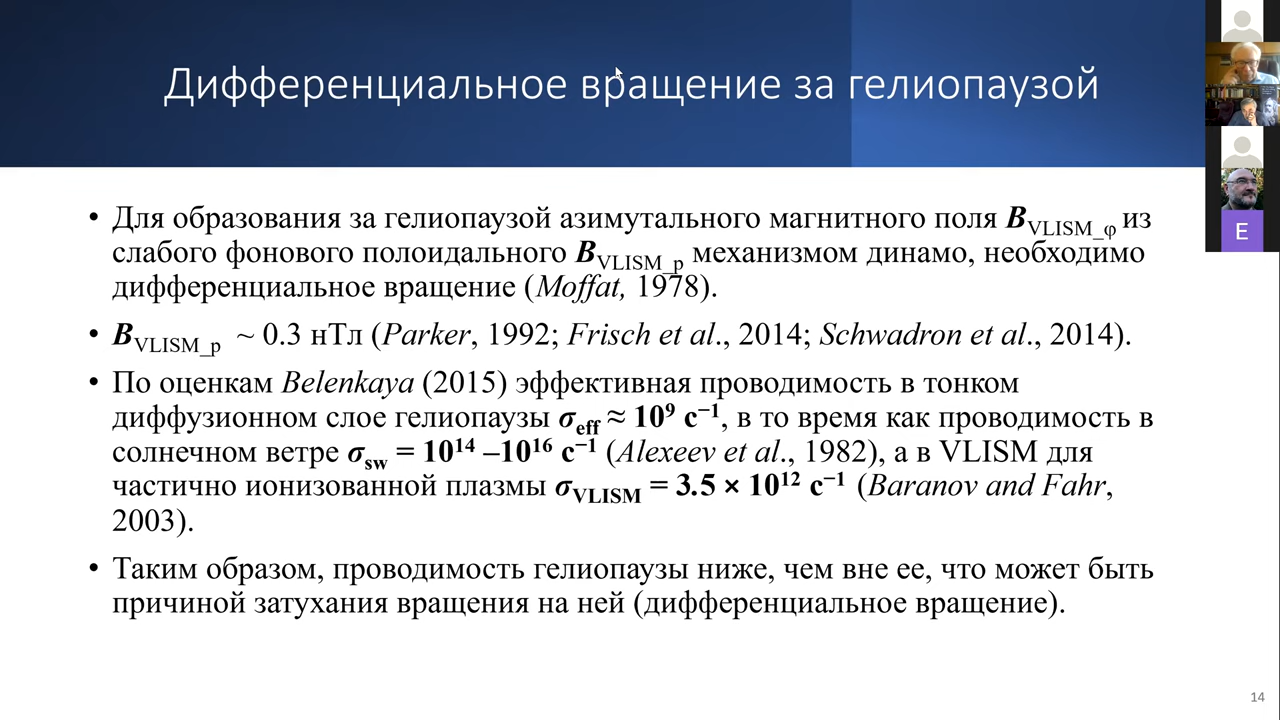 Дифференциальное вращение за гелиопаузой
• Для образования за гелиопаузой азимутального магнитного поля B_VLISM_φ из
слабого фонового полоидального B_VLISM_p механизмом динамо, необходимо
дифференциальное вращение (Moffat, 1978).
• B_VLISM_p ~ 0.3 нТл (Parker, 1992; Frisch et al., 2014; Schwadron et al., 2014).
• По оценкам Belenkaya (2015) эффективная проводимость в тонком
диффузионном слое гелиопаузы σ_eff ≈ 10⁹ с⁻¹, в то время как проводимость в
солнечном ветре σ_sw = 10¹⁴ –10¹⁶ с⁻¹ (Alexeev et al., 1982), а в VLISM для
частично ионизованной плазмы σ_VLISM = 3.5 × 10¹² с⁻¹ (Baranov and Fahr,
2003).
• Таким образом, проводимость гелиопаузы ниже, чем вне ее, что может быть
причиной затухания вращения на ней (дифференциальное вращение).
E
14